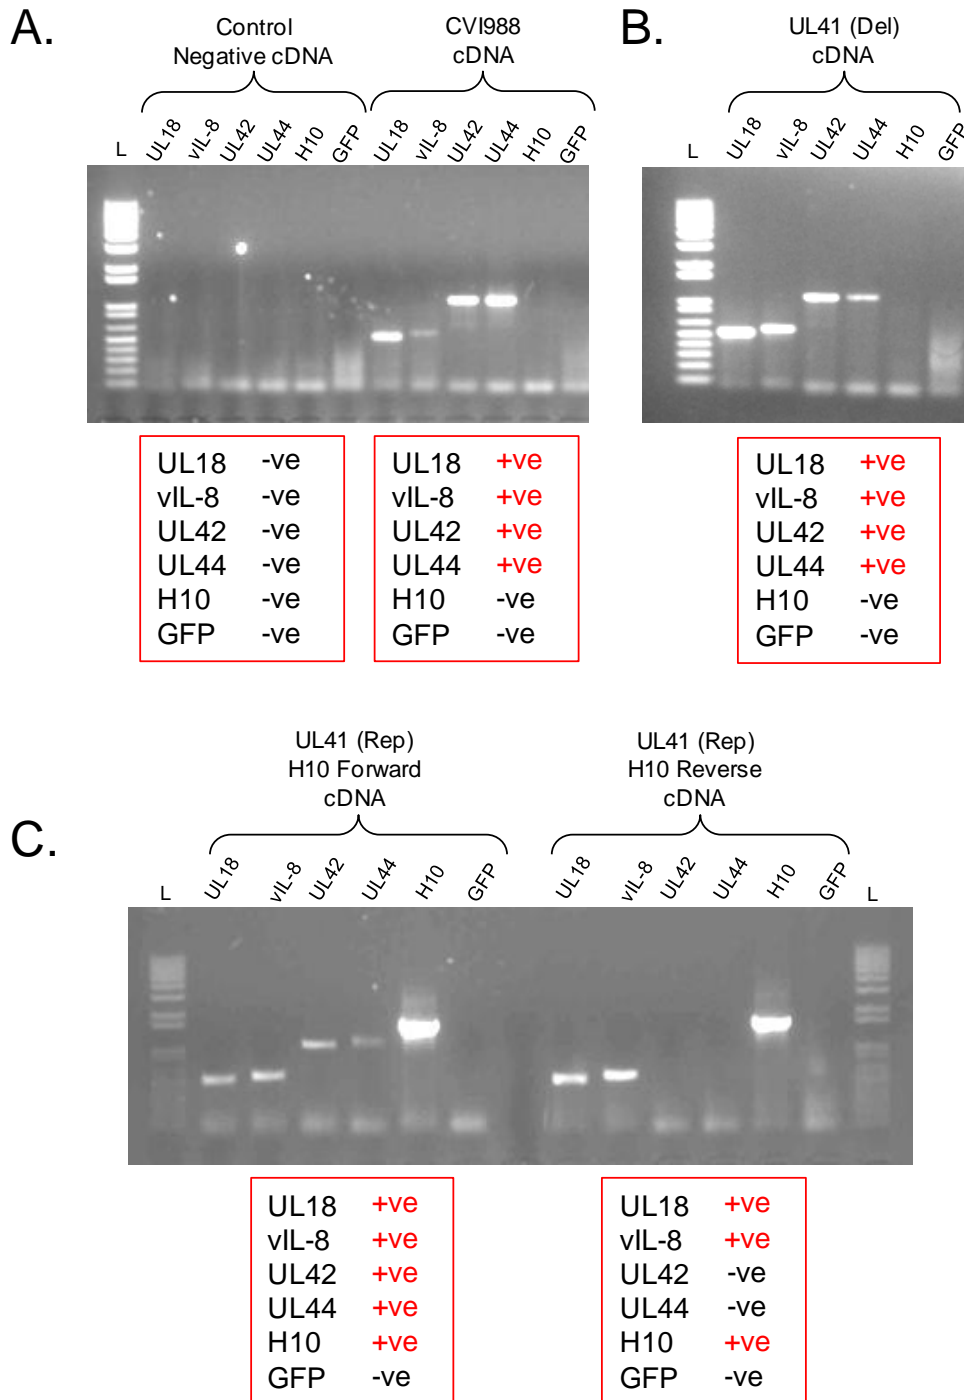 A.
Control
Negative cDNA
CVI988
cDNA
L UL18 vIL-8 UL42 UL44 H10 GFP UL18 vIL-8 UL42 UL44 H10 GFP
UL18 -ve
vIL-8 -ve
UL42 -ve
UL44 -ve
H10 -ve
GFP -ve
UL18 +ve
vIL-8 +ve
UL42 +ve
UL44 +ve
H10 -ve
GFP -ve
B.
UL41 (Del)
cDNA
L UL18 vIL-8 UL42 UL44 H10 GFP
UL18 +ve
vIL-8 +ve
UL42 +ve
UL44 +ve
H10 -ve
GFP -ve
C.
UL41 (Rep)
H10 Forward
cDNA
UL41 (Rep)
H10 Reverse
cDNA
L UL18 vIL-8 UL42 UL44 H10 GFP UL18 vIL-8 UL42 UL44 H10 GFP L
UL18 +ve
vIL-8 +ve
UL42 +ve
UL44 +ve
H10 +ve
GFP -ve
UL18 +ve
vIL-8 +ve
UL42 -ve
UL44 -ve
H10 +ve
GFP -ve